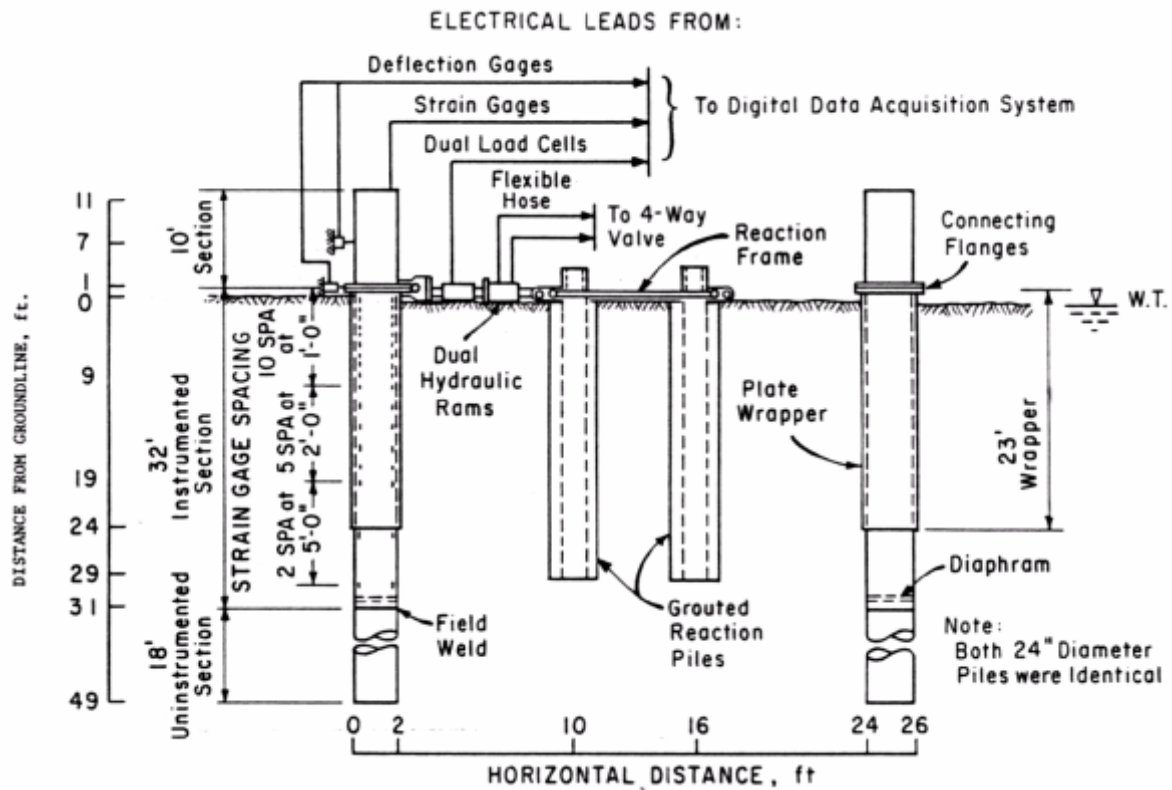 ELECTRICAL LEADS FROM:
Deflection Gages
Strain Gages
To Digital Data Acquisition System
Dual Load Cells
Flexible
Hose
To 4-Way
Valve
Reaction
Frame
Connecting
Flanges
W.T.
DISTANCE FROM GROUNDLINE, ft.
11
7
1
0
9
19
24
29
31
49
10'
Section
32'
Instrumented
Section
18'
Uninstrumented
Section
STRAIN GAGE SPACING
10 SPA
at
1'-0"
5 SPA at
2'-0"
2 SPA at
5'-0"
Dual
Hydraulic
Rams
Plate
Wrapper
23'
Wrapper
Diaphram
Field
Weld
Grouted
Reaction
Piles
Note:
Both 24" Diameter
Piles were Identical
0 2 10 16 24 26
HORIZONTAL DISTANCE, ft